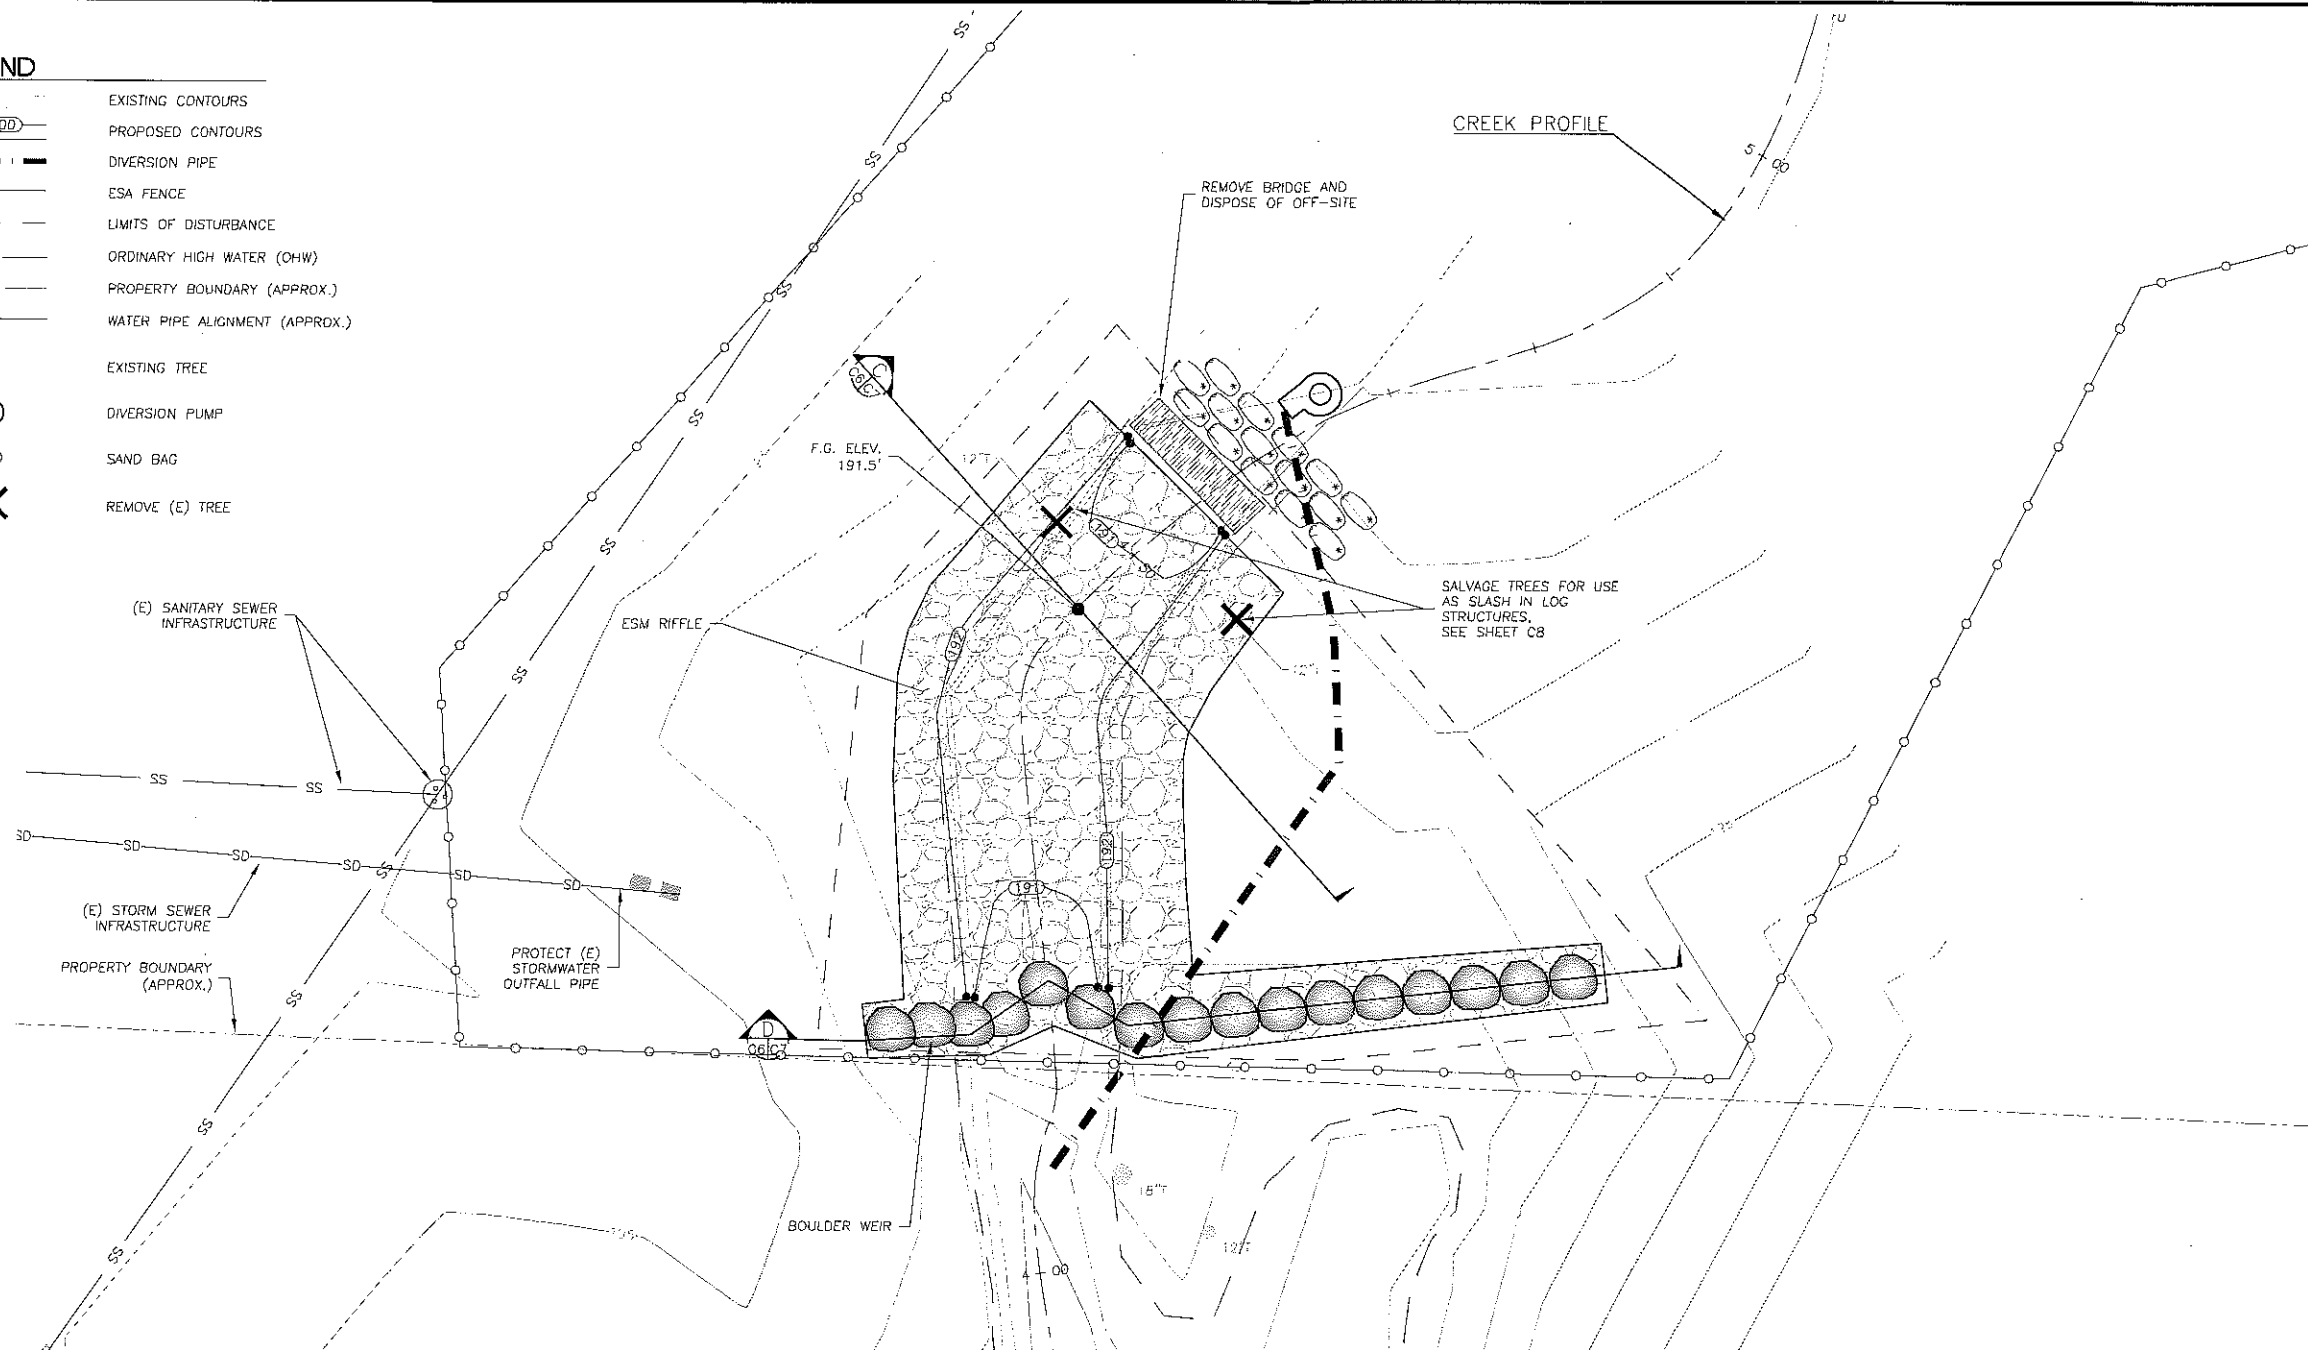 ND
EXISTING CONTOURS
PROPOSED CONTOURS
DIVERSION PIPE
ESA FENCE
LIMITS OF DISTURBANCE
ORDINARY HIGH WATER (OHW)
PROPERTY BOUNDARY (APPROX.)
WATER PIPE ALIGNMENT (APPROX.)
EXISTING TREE
DIVERSION PUMP
SAND BAG
REMOVE (E) TREE
SS
SS
SS
SS
SS
SS
CREEK PROFILE
5+00
REMOVE BRIDGE AND
DISPOSE OF OFF-SITE
C
C6 C7
F.G. ELEV.
191.5'
12"T
191
(E) SANITARY SEWER
INFRASTRUCTURE
ESM RIFFLE
192
SALVAGE TREES FOR USE
AS SLASH IN LOG
STRUCTURES,
SEE SHEET C8
SS
SS
SD
SD
SD
SD
SS
SD
SD
192
191
(E) STORM SEWER
INFRASTRUCTURE
PROTECT (E)
STORMWATER
OUTFALL PIPE
PROPERTY BOUNDARY
(APPROX.)
SS
D
C6 C7
SS
18"T
BOULDER WEIR
12"T
SS
4+00